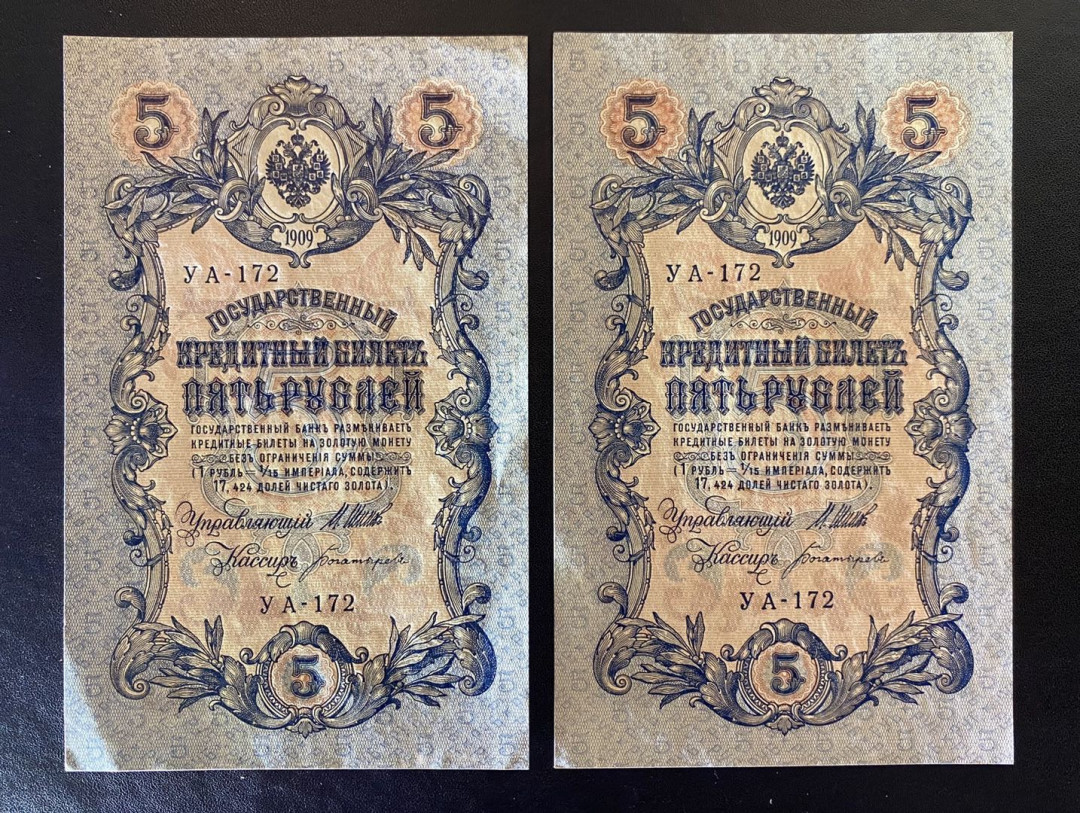 5 5
1909
УА-172
ГОСУДАРСТВЕННЫЙ
КРЕДИТНЫЙ БИЛЕТЪ
ПЯТЬ РУБЛЕЙ
ГОСУДАРСТВЕННЫЙ БАНКЪ РАЗМѢНИВАЕТЪ
КРЕДИТНЫЕ БИЛЕТЫ НА ЗОЛОТУЮ МОНЕТУ
БЕЗЪ ОГРАНИЧЕНІЯ СУММЫ
(1 РУБЛЬ = 1/15 ИМПЕРІАЛА, СОДЕРЖИТЪ
17,424 ДОЛЕЙ ЧИСТАГО ЗОЛОТА).
Управляющій
Кассиръ Богатырев
УА-172
5
5 5
1909
УА-172
ГОСУДАРСТВЕННЫЙ
КРЕДИТНЫЙ БИЛЕТЪ
ПЯТЬ РУБЛЕЙ
ГОСУДАРСТВЕННЫЙ БАНКЪ РАЗМѢНИВАЕТЪ
КРЕДИТНЫЕ БИЛЕТЫ НА ЗОЛОТУЮ МОНЕТУ
БЕЗЪ ОГРАНИЧЕНІЯ СУММЫ
(1 РУБЛЬ = 1/15 ИМПЕРІАЛА, СОДЕРЖИТЪ
17,424 ДОЛЕЙ ЧИСТАГО ЗОЛОТА).
Управляющій
Кассиръ Богатырев
УА-172
5